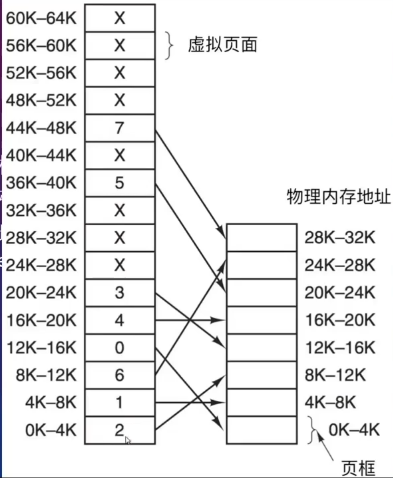 60K–64K X
56K–60K X 虚拟页面
52K–56K X
48K–52K X
44K–48K 7
40K–44K X
36K–40K 5
物理内存地址
32K–36K X
28K–32K X 28K–32K
24K–28K X 24K–28K
20K–24K 3 20K–24K
16K–20K 4 16K–20K
12K–16K 0 12K–16K
8K–12K 6 8K–12K
4K–8K 1 4K–8K
0K–4K 2 0K–4K
页框